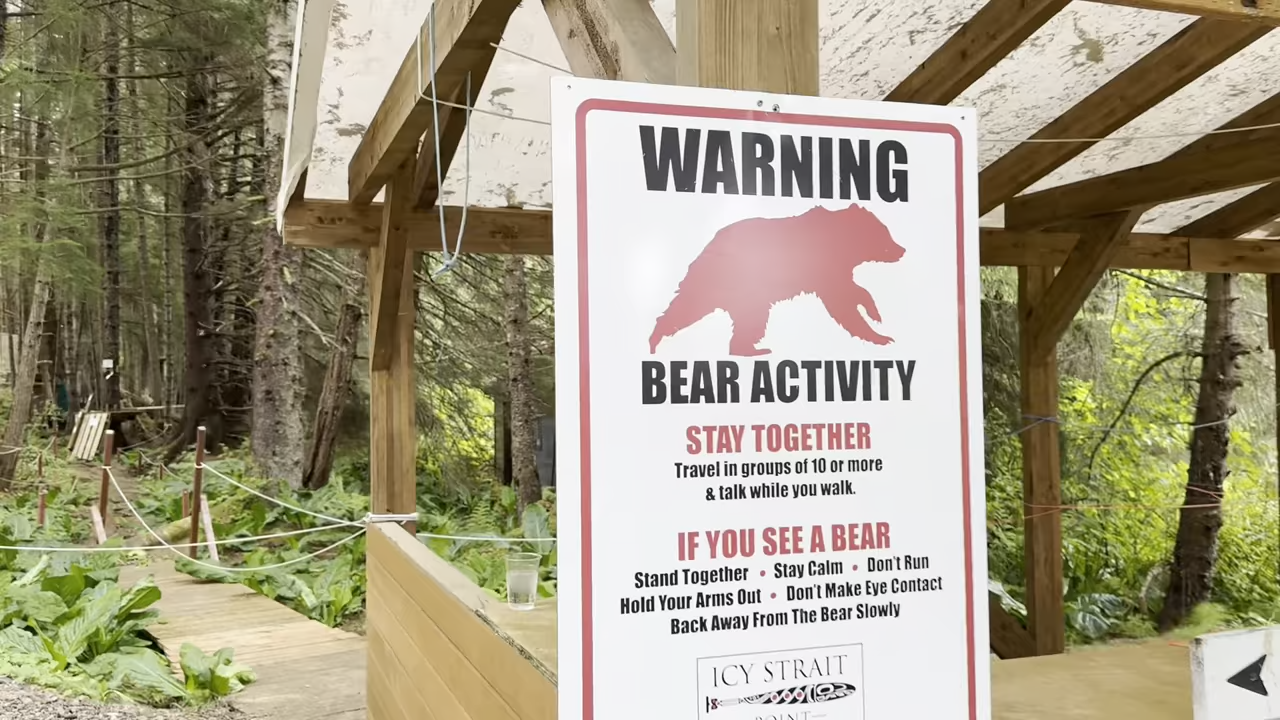 WARNING
BEAR ACTIVITY
STAY TOGETHER
Travel in groups of 10 or more
& talk while you walk.
IF YOU SEE A BEAR
Stand Together • Stay Calm • Don't Run
Hold Your Arms Out • Don't Make Eye Contact
Back Away From The Bear Slowly
ICY STRAIT
POINT